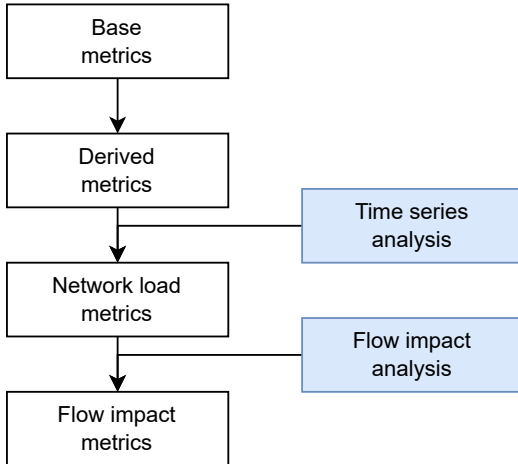 Base
metrics
Derived
metrics
Time series
analysis
Network load
metrics
Flow impact
analysis
Flow impact
metrics